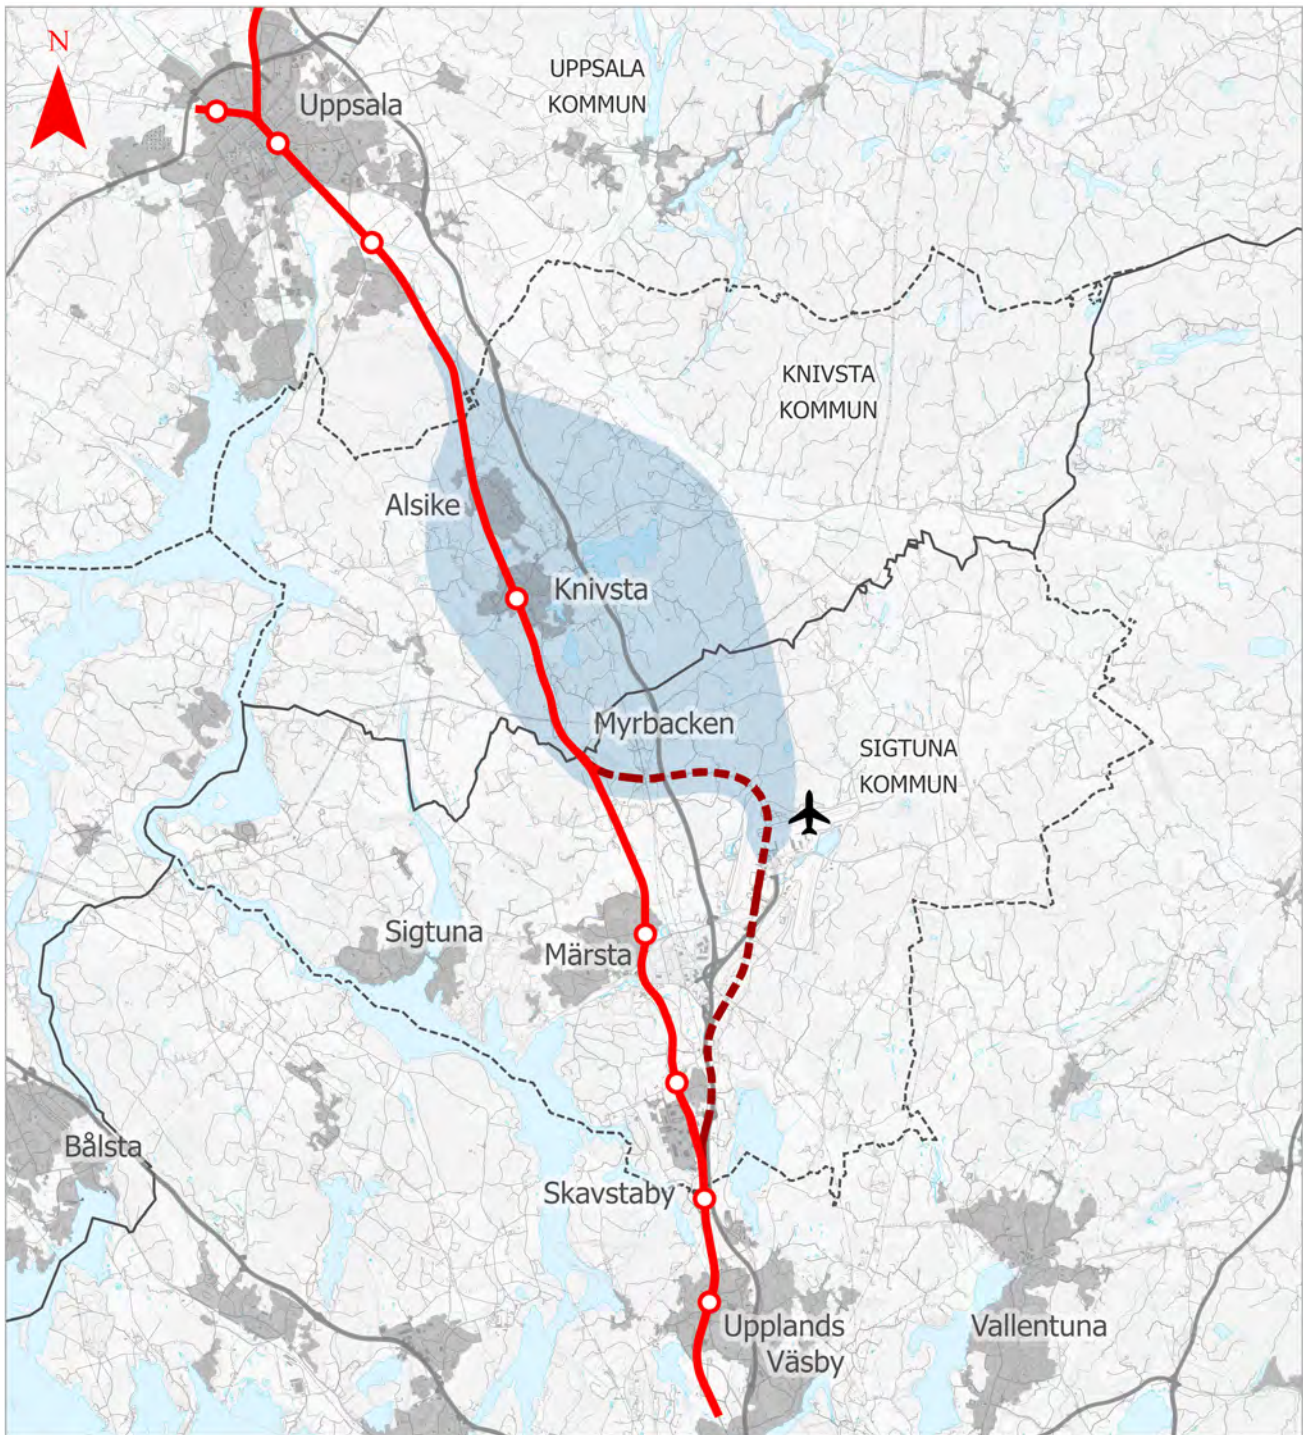 N
Uppsala
UPPSALA
KOMMUN
KNIVSTA
KOMMUN
Alsike
Knivsta
Myrbacken
SIGTUNA
KOMMUN
Sigtuna
Märsta
Bålsta
Skavstaby
Upplands
Väsby
Vallentuna